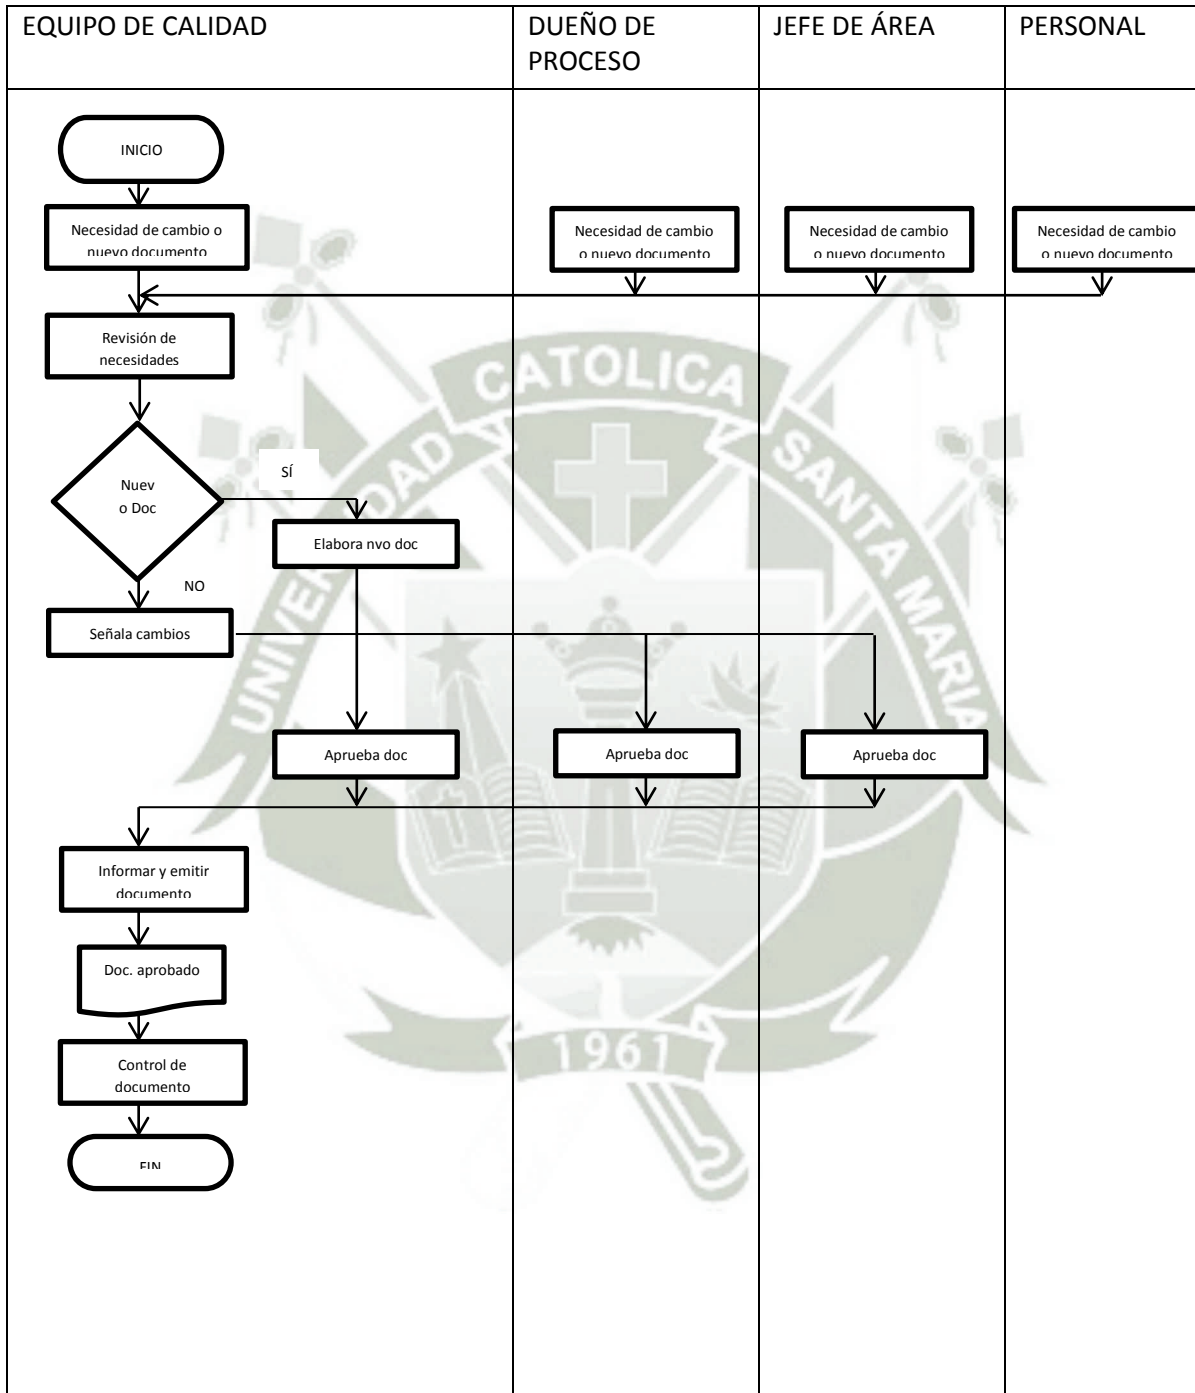 EQUIPO DE CALIDAD
DUEÑO DE
PROCESO
JEFE DE ÁREA
PERSONAL
INICIO
Necesidad de cambio o
nuevo documento
Necesidad de cambio
o nuevo documento
Necesidad de cambio
o nuevo documento
Necesidad de cambio
o nuevo documento
Revisión de
necesidades
Nuev
o Doc
SÍ
Elabora nvo doc
NO
Señala cambios
Aprueba doc
Aprueba doc
Aprueba doc
Informar y emitir
documento
Doc. aprobado
Control de
documento
FIN
UNIVERSIDAD CATOLICA SANTA MARIA
1961